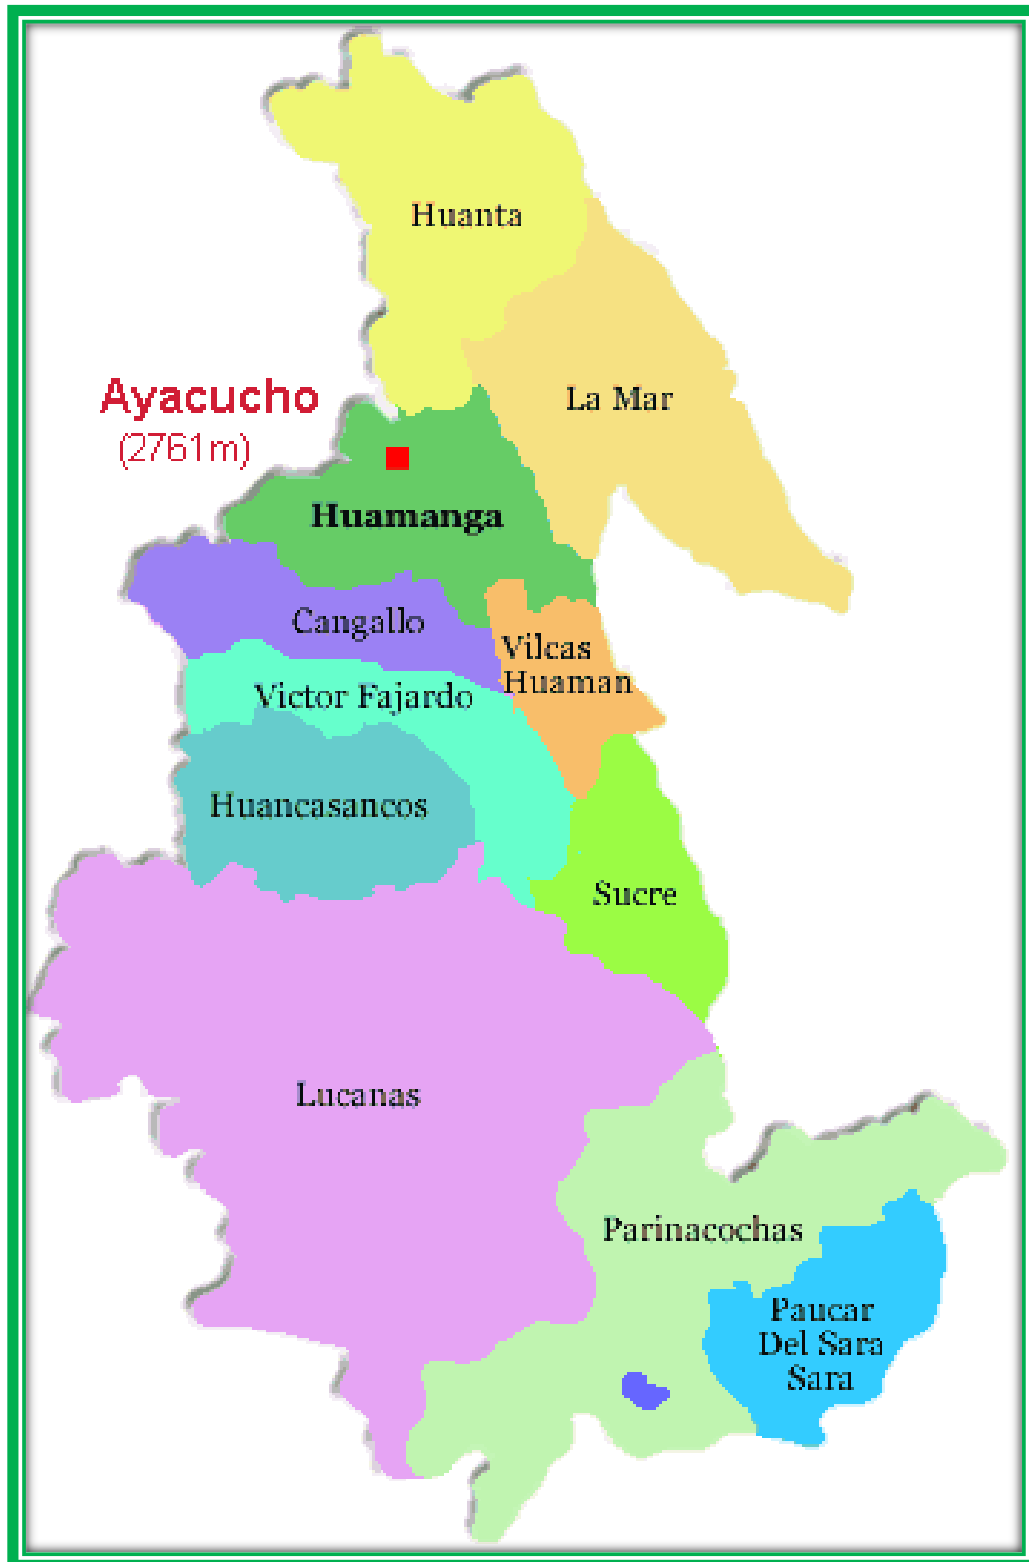 Huanta
La Mar
Ayacucho
(2761m)
Huamanga
Cangallo
Vilcas
Huaman
Victor Fajardo
Huancasancos
Sucre
Lucanas
Parinacochas
Paucar
Del Sara
Sara